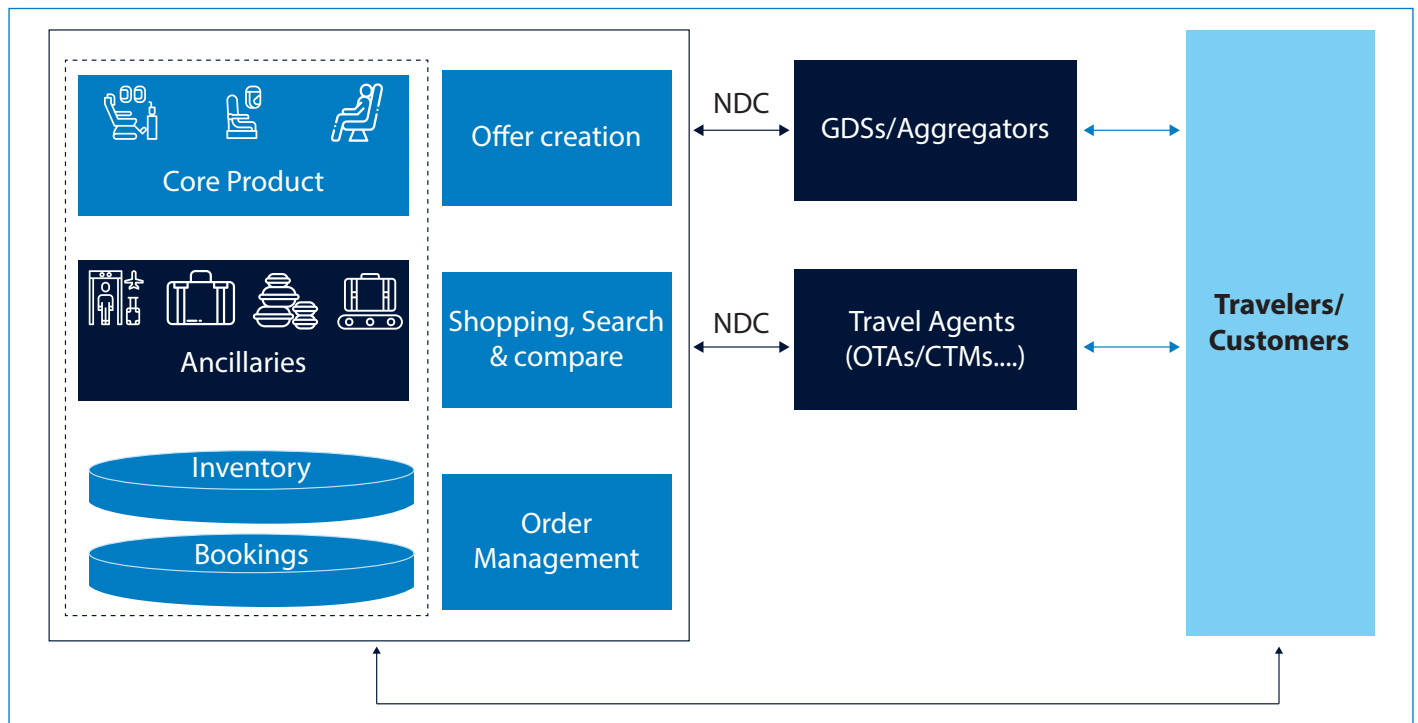 Core Product
Offer creation
NDC
GDSs/Aggregators
Ancillaries
Shopping, Search
& compare
NDC
Travel Agents
(OTAs/CTMs....)
Travelers/
Customers
Inventory
Bookings
Order
Management